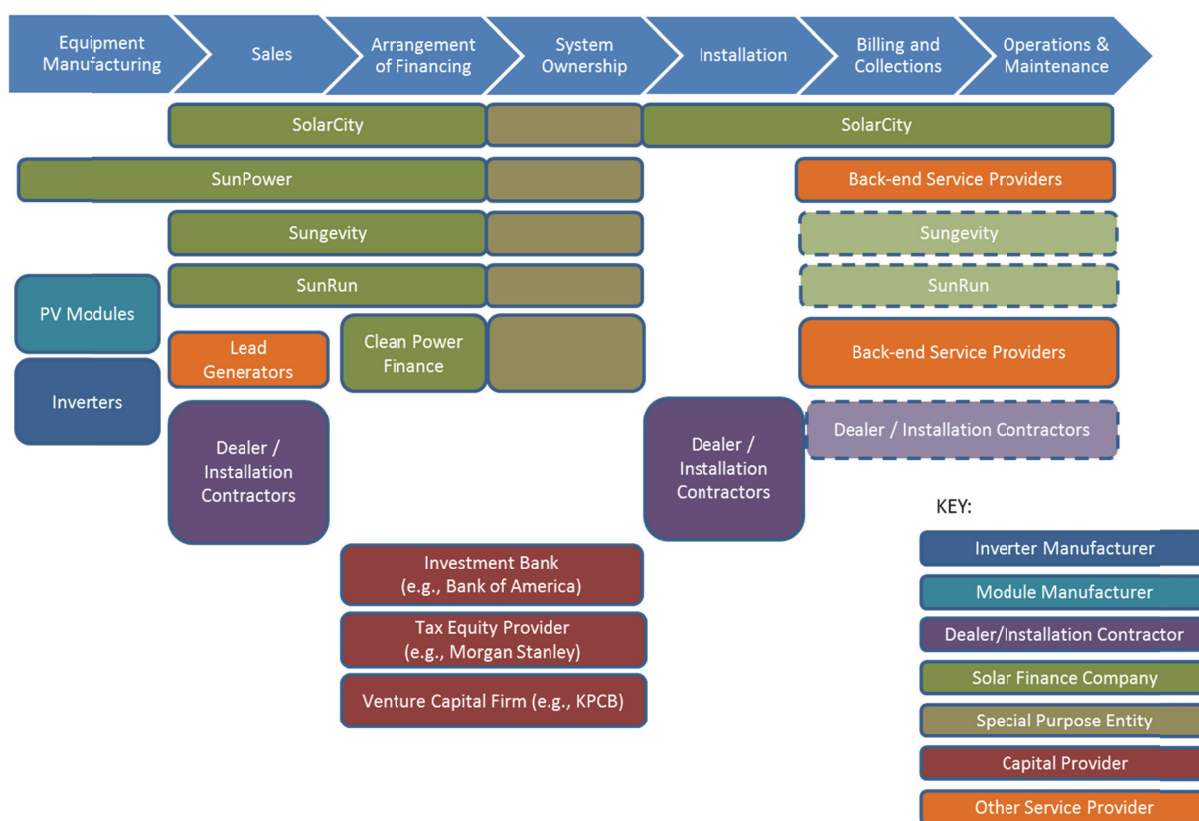 Equipment
Manufacturing
Sales
Arrangement
of Financing
System
Ownership
Installation
Billing and
Collections
Operations &
Maintenance
SolarCity
SolarCity
SunPower
Back-end Service Providers
Sungevity
Sungevity
SunRun
SunRun
PV Modules
Inverters
Lead
Generators
Clean Power
Finance
Back-end Service Providers
Dealer /
Installation
Contractors
Dealer /
Installation
Contractors
Dealer / Installation Contractors
Investment Bank
(e.g., Bank of America)
Tax Equity Provider
(e.g., Morgan Stanley)
Venture Capital Firm (e.g., KPCB)
KEY:
Inverter Manufacturer
Module Manufacturer
Dealer/Installation Contractor
Solar Finance Company
Special Purpose Entity
Capital Provider
Other Service Provider